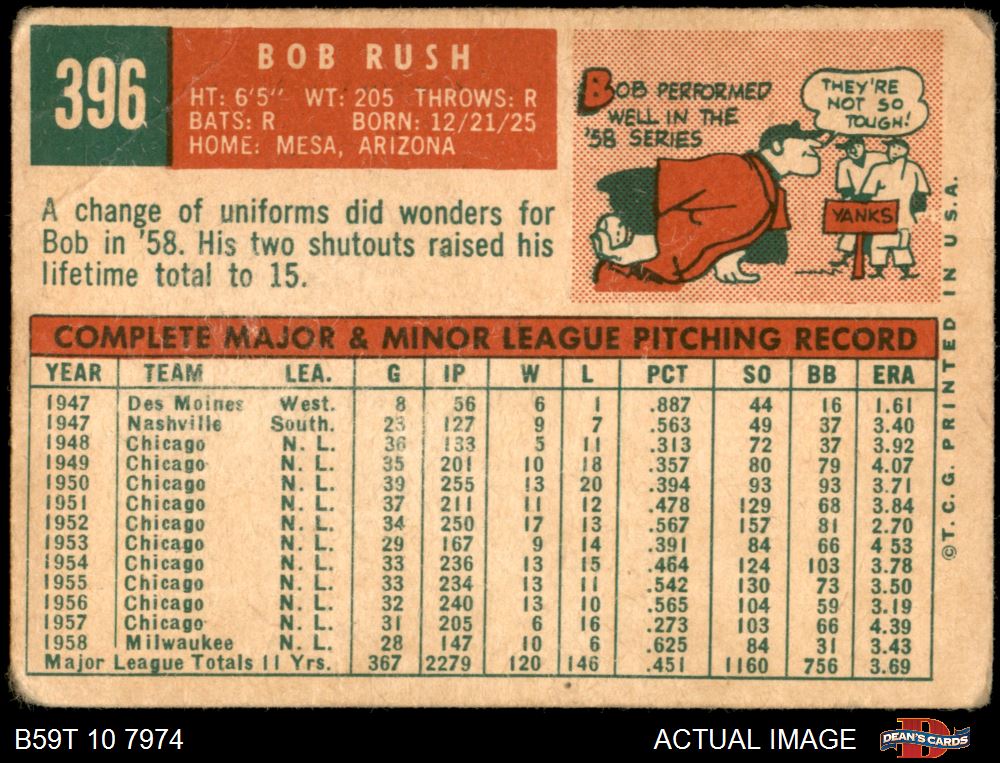 396
BOB RUSH
HT: 6'5" WT: 205 THROWS: R
BATS: R BORN: 12/21/25
HOME: MESA, ARIZONA
BOB PERFORMED
WELL IN THE
'58 SERIES
THEY'RE
NOT SO
TOUGH!
YANKS
A change of uniforms did wonders for
Bob in '58. His two shutouts raised his
lifetime total to 15.
COMPLETE MAJOR & MINOR LEAGUE PITCHING RECORD
YEAR TEAM LEA. G IP W L PCT SO BB ERA
1947 Des Moines West. 8 56 6 1 .887 44 16 1.61
1947 Nashville South. 23 127 9 7 .563 49 37 3.40
1948 Chicago N. L. 36 133 5 11 .313 72 37 3.92
1949 Chicago N. L. 35 201 10 18 .357 80 79 4.07
1950 Chicago N. L. 39 255 13 20 .394 93 93 3.71
1951 Chicago N. L. 37 211 11 12 .478 129 68 3.84
1952 Chicago N. L. 34 250 17 13 .567 157 81 2.70
1953 Chicago N. L. 29 167 9 14 .391 84 66 4 53
1954 Chicago N. L. 33 236 13 15 .464 124 103 3.78
1955 Chicago N. L. 33 234 13 11 .542 130 73 3.50
1956 Chicago N. L. 32 240 13 10 .565 104 59 3.19
1957 Chicago N. L. 31 205 6 16 .273 103 66 4.39
1958 Milwaukee N. L. 28 147 10 6 .625 84 31 3.43
Major League Totals 11 Yrs. 367 2279 120 146 .451 1160 756 3.69
©T. C. G. PRINTED IN U.S.A.
B59T 10 7974
ACTUAL IMAGE
D
DEAN'S CARDS